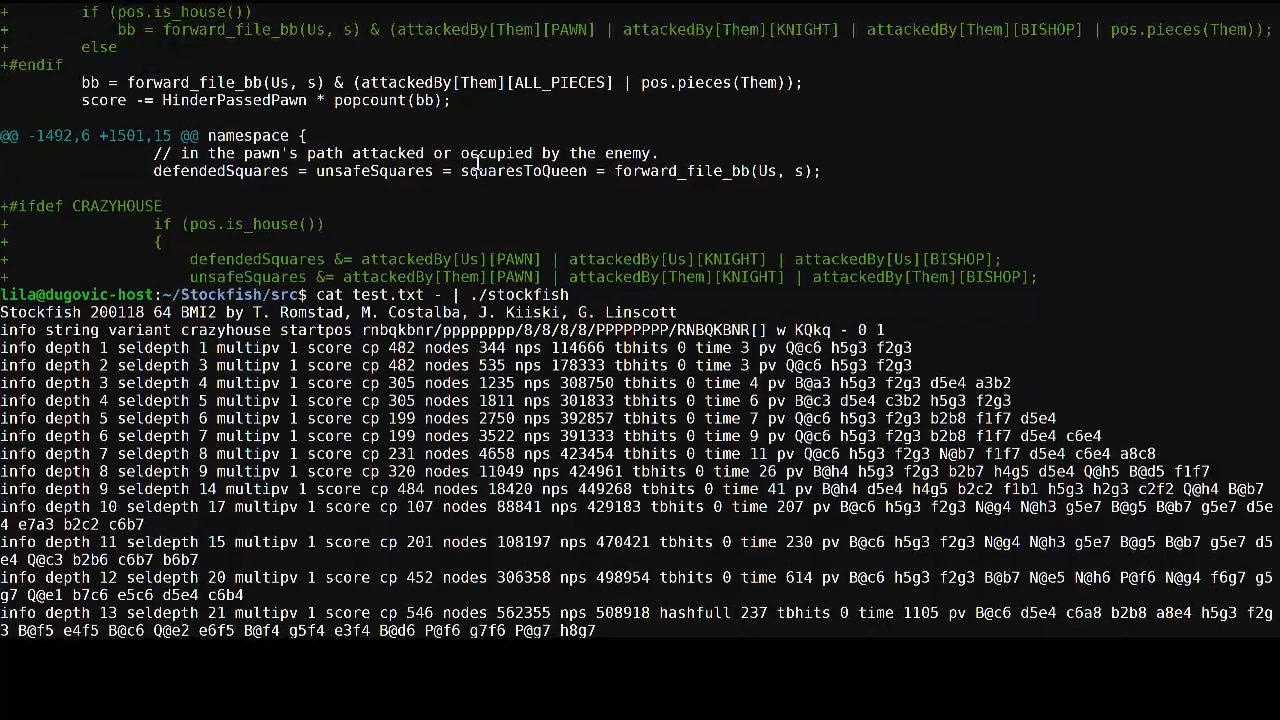 +        if (pos.is_house())
+            bb = forward_file_bb(Us, s) & (attackedBy[Them][PAWN] | attackedBy[Them][KNIGHT] | attackedBy[Them][BISHOP] | pos.pieces(Them));
+        else
+#endif
         bb = forward_file_bb(Us, s) & (attackedBy[Them][ALL_PIECES] | pos.pieces(Them));
         score -= HinderPassedPawn * popcount(bb);
@@ -1492,6 +1501,15 @@ namespace {
                 // in the pawn's path attacked or occupied by the enemy.
                 defendedSquares = unsafeSquares = squaresToQueen = forward_file_bb(Us, s);
+#ifdef CRAZYHOUSE
+                if (pos.is_house())
+                {
+                    defendedSquares &= attackedBy[Us][PAWN] | attackedBy[Us][KNIGHT] | attackedBy[Us][BISHOP];
+                    unsafeSquares &= attackedBy[Them][PAWN] | attackedBy[Them][KNIGHT] | attackedBy[Them][BISHOP];
lila@dugovic-host:~/Stockfish/src$ cat test.txt - | ./stockfish
Stockfish 200118 64 BMI2 by T. Romstad, M. Costalba, J. Kiiski, G. Linscott
info string variant crazyhouse startpos rnbqkbnr/pppppppp/8/8/8/8/PPPPPPPP/RNBQKBNR[] w KQkq - 0 1
info depth 1 seldepth 1 multipv 1 score cp 482 nodes 344 nps 114666 tbhits 0 time 3 pv Q@c6 h5g3 f2g3
info depth 2 seldepth 3 multipv 1 score cp 482 nodes 535 nps 178333 tbhits 0 time 3 pv Q@c6 h5g3 f2g3
info depth 3 seldepth 4 multipv 1 score cp 305 nodes 1235 nps 308750 tbhits 0 time 4 pv B@a3 h5g3 f2g3 d5e4 a3b2
info depth 4 seldepth 5 multipv 1 score cp 305 nodes 1811 nps 301833 tbhits 0 time 6 pv B@c3 d5e4 c3b2 h5g3 f2g3
info depth 5 seldepth 6 multipv 1 score cp 199 nodes 2750 nps 392857 tbhits 0 time 7 pv Q@c6 h5g3 f2g3 b2b8 f1f7 d5e4
info depth 6 seldepth 7 multipv 1 score cp 199 nodes 3522 nps 391333 tbhits 0 time 9 pv Q@c6 h5g3 f2g3 b2b8 f1f7 d5e4 c6e4
info depth 7 seldepth 8 multipv 1 score cp 231 nodes 4658 nps 423454 tbhits 0 time 11 pv Q@c6 h5g3 f2g3 N@b7 f1f7 d5e4 c6e4 a8c8
info depth 8 seldepth 9 multipv 1 score cp 320 nodes 11049 nps 424961 tbhits 0 time 26 pv B@h4 h5g3 f2g3 b2b7 h4g5 d5e4 Q@h5 B@d5 f1f7
info depth 9 seldepth 14 multipv 1 score cp 484 nodes 18420 nps 449268 tbhits 0 time 41 pv B@h4 d5e4 h4g5 b2c2 f1b1 h5g3 h2g3 c2f2 Q@h4 B@b7
info depth 10 seldepth 17 multipv 1 score cp 107 nodes 88841 nps 429183 tbhits 0 time 207 pv B@c6 h5g3 f2g3 N@g4 N@h3 g5e7 B@g5 B@b7 g5e7 d5e
4 e7a3 b2c2 c6b7
info depth 11 seldepth 15 multipv 1 score cp 201 nodes 108197 nps 470421 tbhits 0 time 230 pv B@c6 h5g3 f2g3 N@g4 N@h3 g5e7 B@g5 B@b7 g5e7 d5
e4 Q@c3 b2b6 c6b7 b6b7
info depth 12 seldepth 20 multipv 1 score cp 452 nodes 306358 nps 498954 tbhits 0 time 614 pv B@c6 h5g3 f2g3 B@b7 N@e5 N@h6 P@f6 N@g4 f6g7 g5
g7 Q@e1 b7c6 e5c6 d5e4 c6b4
info depth 13 seldepth 21 multipv 1 score cp 546 nodes 562355 nps 508918 hashfull 237 tbhits 0 time 1105 pv B@c6 d5e4 c6a8 b2b8 a8e4 h5g3 f2g
3 B@f5 e4f5 B@c6 Q@e2 e6f5 B@f4 g5f4 e3f4 B@d6 P@f6 g7f6 P@g7 h8g7